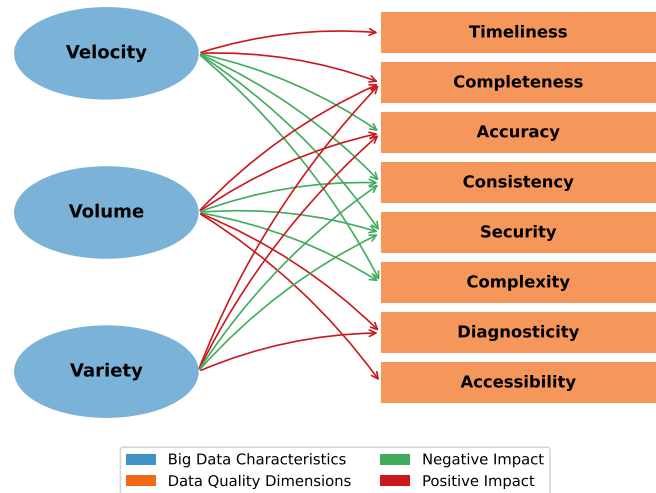 Velocity
Volume
Variety
Timeliness
Completeness
Accuracy
Consistency
Security
Complexity
Diagnosticity
Accessibility
Big Data Characteristics
Data Quality Dimensions
Negative Impact
Positive Impact